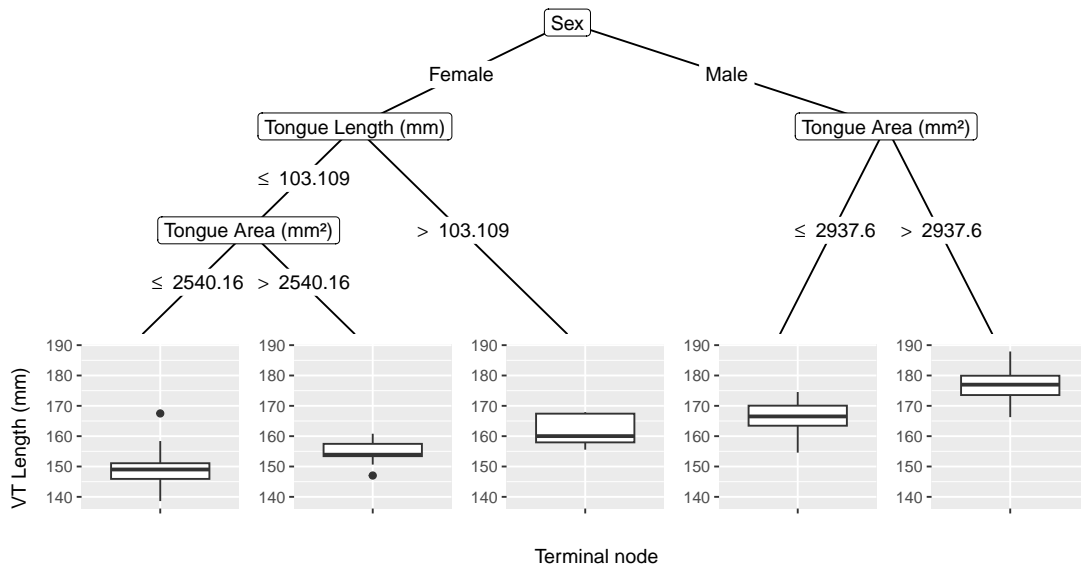 Sex
Female Male
Tongue Length (mm) Tongue Area (mm²)
≤ 103.109
Tongue Area (mm²) > 103.109 ≤ 2937.6 > 2937.6
≤ 2540.16 > 2540.16
VT Length (mm)
190 190 190 190 190
180 180 180 180 180
170 170 170 170 170
160 160 160 160 160
150 150 150 150 150
140 140 140 140 140
Terminal node